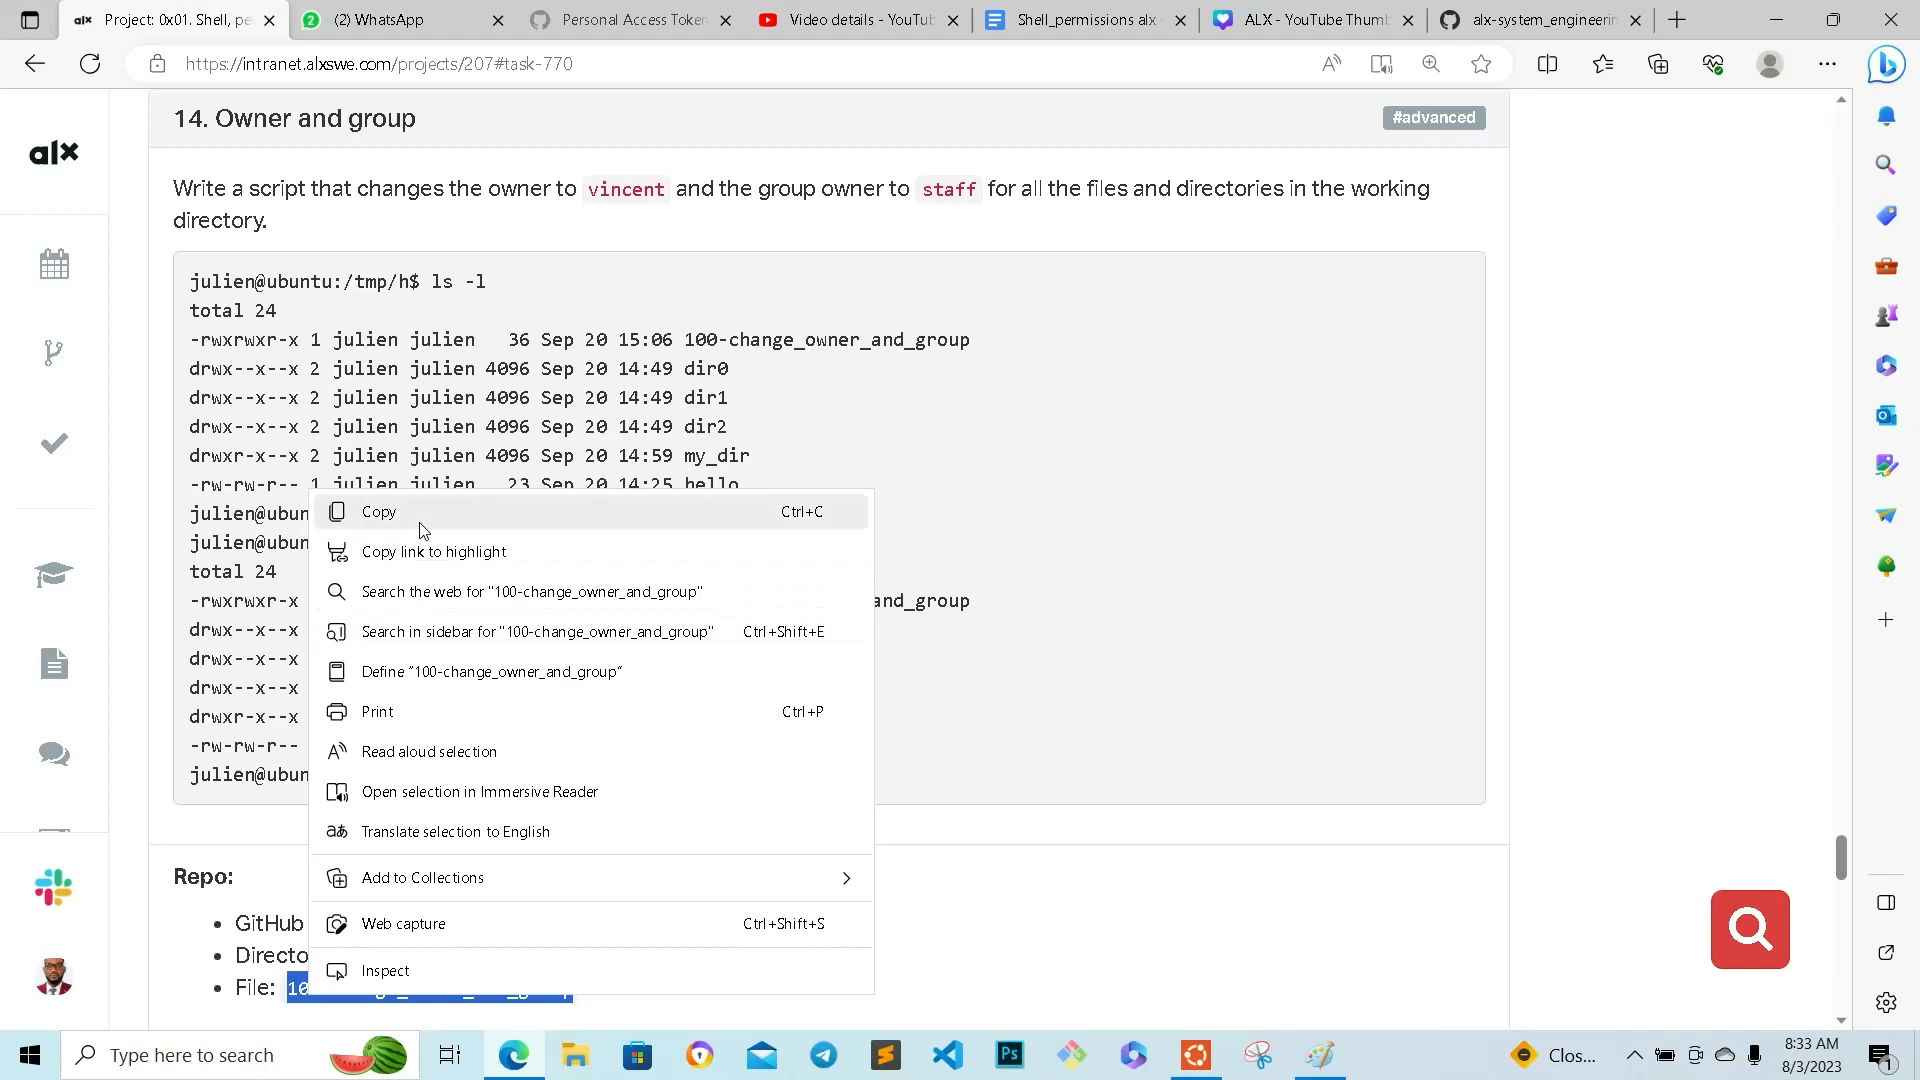 alx Project: 0x01. Shell, pe
(2) WhatsApp
Personal Access Token
Video details - YouTub
Shell_permissions alx -
ALX - YouTube Thumb
alx-system_engineerin
https://intranet.alxswe.com/projects/207#task-770
alx
14. Owner and group
#advanced
Write a script that changes the owner to vincent and the group owner to staff for all the files and directories in the working
directory.
julien@ubuntu:/tmp/h$ ls -l
total 24
-rwxrwxr-x 1 julien julien   36 Sep 20 15:06 100-change_owner_and_group
drwx--x--x 2 julien julien 4096 Sep 20 14:49 dir0
drwx--x--x 2 julien julien 4096 Sep 20 14:49 dir1
drwx--x--x 2 julien julien 4096 Sep 20 14:49 dir2
drwxr-x--x 2 julien julien 4096 Sep 20 14:59 my_dir
-rw-rw-r-- 1 julien julien   23 Sep 20 14:25 hello
julien@ubun
julien@ubun
total 24
-rwxrwxr-x and_group
drwx--x--x
drwx--x--x
drwx--x--x
drwxr-x--x
-rw-rw-r--
julien@ubun
Copy Ctrl+C
Copy link to highlight
Search the web for "100-change_owner_and_group"
Search in sidebar for "100-change_owner_and_group" Ctrl+Shift+E
Define "100-change_owner_and_group"
Print Ctrl+P
Read aloud selection
Open selection in Immersive Reader
Translate selection to English
Add to Collections
Web capture Ctrl+Shift+S
Inspect
Repo:
GitHub
Directo
File: 10
Type here to search
Ps
Clos...
8:33 AM
8/3/2023
1